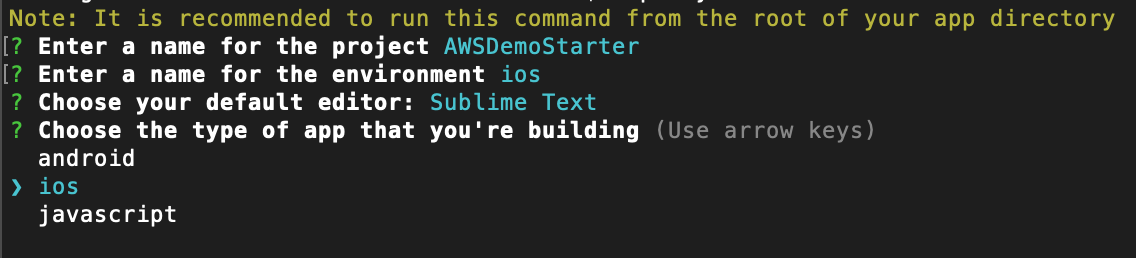 Note: It is recommended to run this command from the root of your app directory
[? Enter a name for the project AWSDemoStarter
[? Enter a name for the environment ios
? Choose your default editor: Sublime Text
? Choose the type of app that you're building (Use arrow keys)
android
❯ ios
javascript